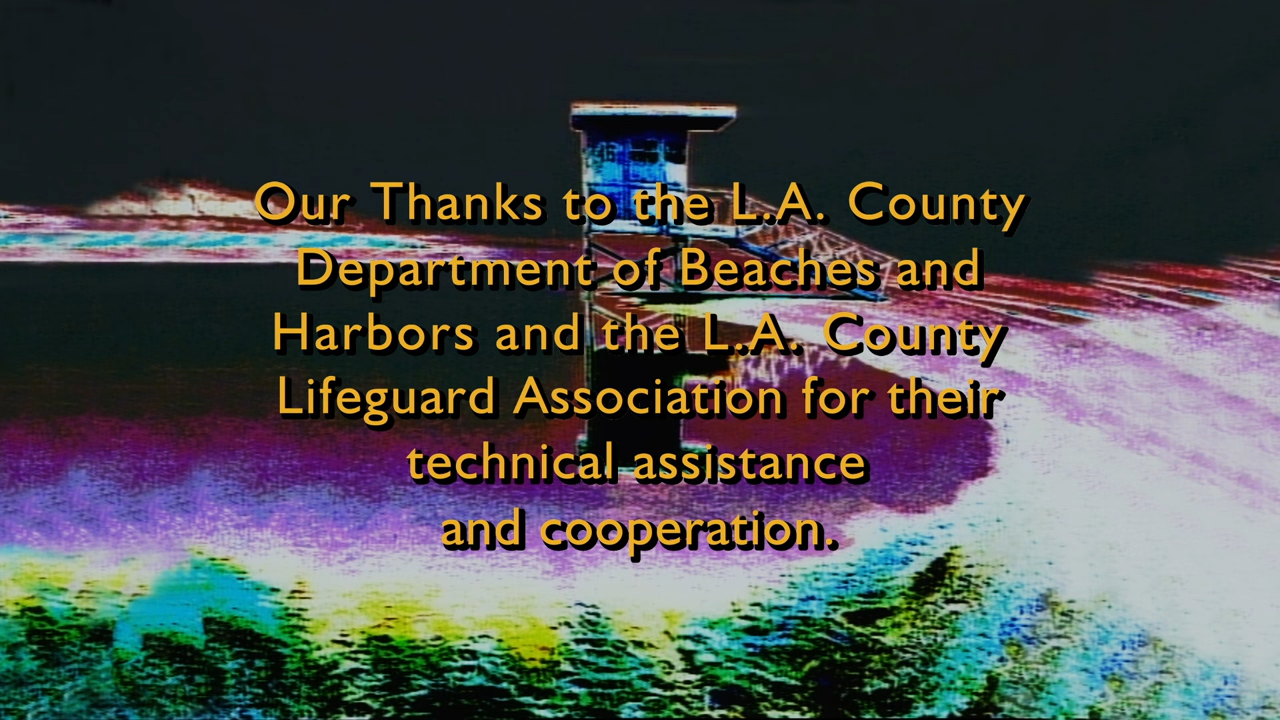 Our Thanks to the L.A. County
Department of Beaches and
Harbors and the L.A. County
Lifeguard Association for their
technical assistance
and cooperation.